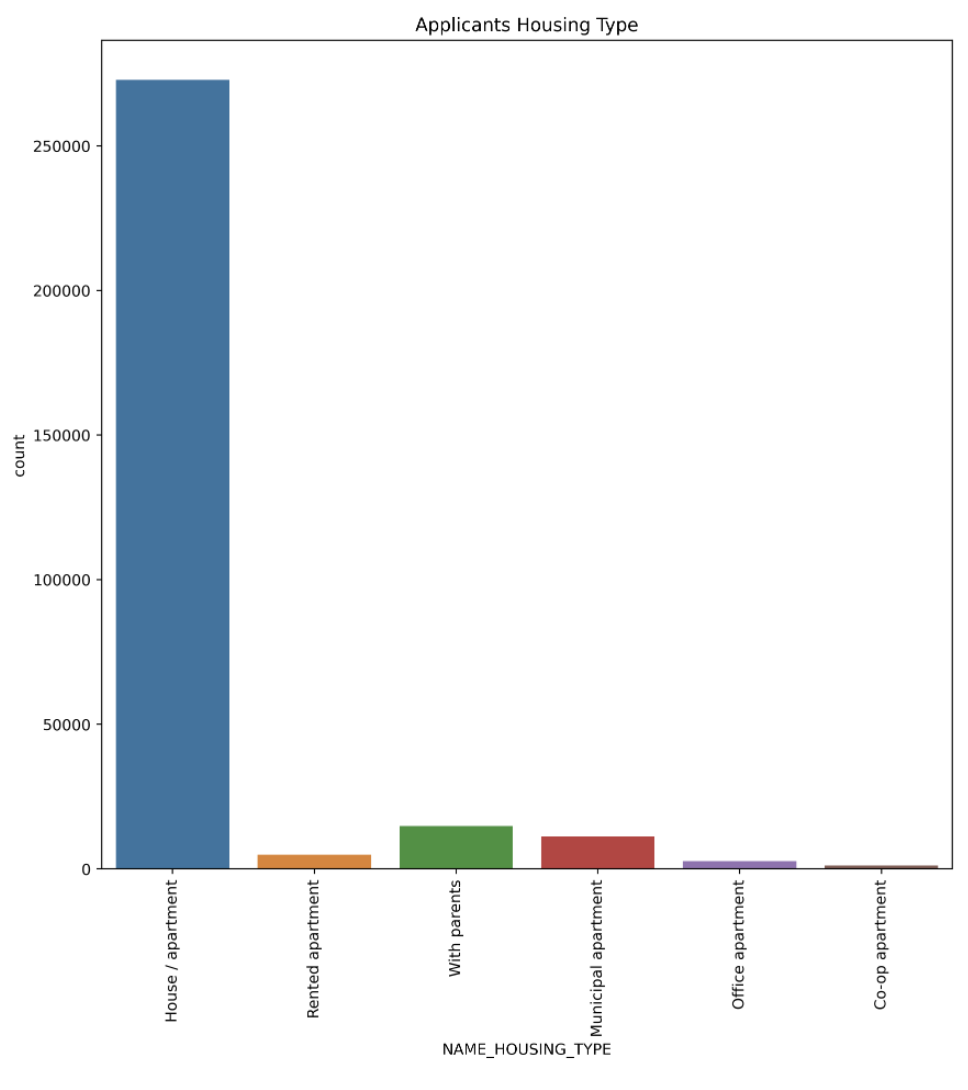 Applicants Housing Type
250000
200000
150000
100000
50000
0
count
House / apartment
Rented apartment
With parents
Municipal apartment
Office apartment
Co-op apartment
NAME_HOUSING_TYPE